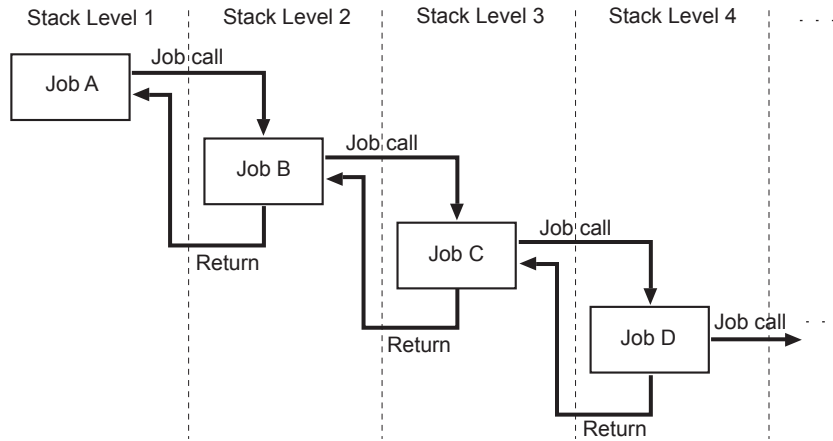 Stack Level 1
Stack Level 2
Stack Level 3
Stack Level 4
. . .
Job call
Job A
Job call
Job B
Job call
Return
Job C
Job call
. . .
Return
Job D
Return